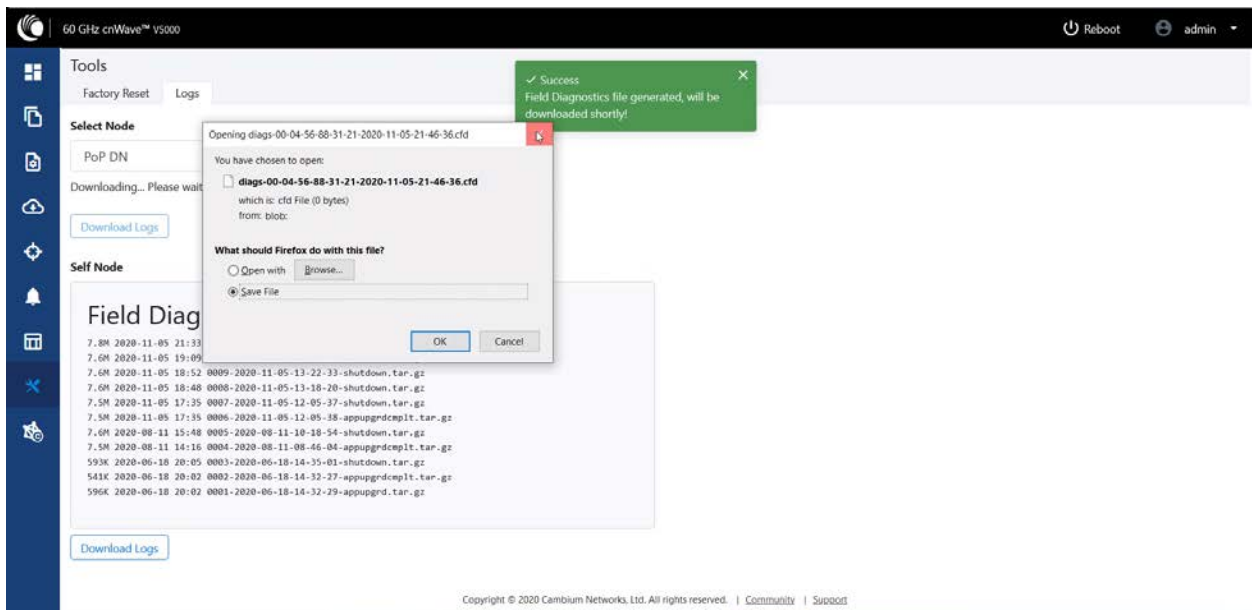 60 GHz cnWave™ V5000
Reboot
admin
Tools
Factory Reset
Logs
✓ Success
Field Diagnostics file generated, will be
downloaded shortly!
Select Node
PoP DN
Downloading... Please wait
Download Logs
Opening diags-00-04-56-88-31-21-2020-11-05-21-46-36.cfd
You have chosen to open:
diags-00-04-56-88-31-21-2020-11-05-21-46-36.cfd
which is: cfd File (0 bytes)
from: blob:
What should Firefox do with this file?
Open with
Browse...
Save File
OK
Cancel
Self Node
Field Diag
7.8M 2020-11-05 21:33
7.6M 2020-11-05 19:09
7.6M 2020-11-05 18:52 0009-2020-11-05-13-22-33-shutdown.tar.gz
7.6M 2020-11-05 18:48 0008-2020-11-05-13-18-20-shutdown.tar.gz
7.5M 2020-11-05 17:35 0007-2020-11-05-12-05-37-shutdown.tar.gz
7.5M 2020-11-05 17:35 0006-2020-11-05-12-05-38-appupgrdcmplt.tar.gz
7.6M 2020-08-11 15:48 0005-2020-08-11-10-18-54-shutdown.tar.gz
7.5M 2020-08-11 14:16 0004-2020-08-11-08-46-04-appupgrdcmplt.tar.gz
593K 2020-06-18 20:05 0003-2020-06-18-14-35-01-shutdown.tar.gz
541K 2020-06-18 20:02 0002-2020-06-18-14-32-27-appupgrdcmplt.tar.gz
596K 2020-06-18 20:02 0001-2020-06-18-14-32-29-appupgrd.tar.gz
Download Logs
Copyright © 2020 Cambium Networks, Ltd. All rights reserved. | Community | Support